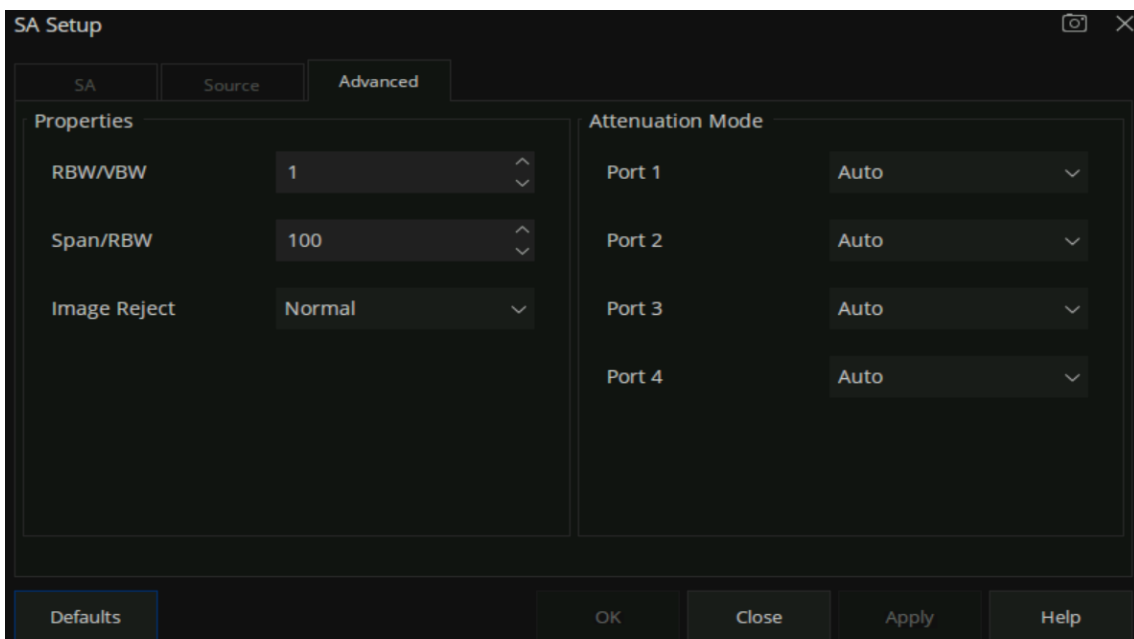 SA Setup
SA Source Advanced
Properties
RBW/VBW 1
Span/RBW 100
Image Reject Normal
Attenuation Mode
Port 1 Auto
Port 2 Auto
Port 3 Auto
Port 4 Auto
Defaults OK Close Apply Help